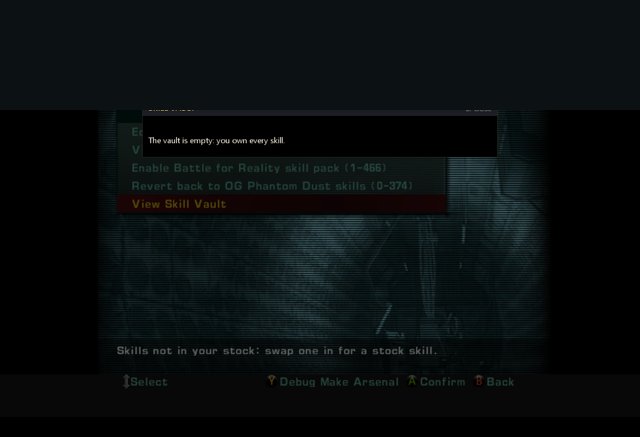 The vault is empty: you own every skill.
Enable Battle for Reality skill pack (1-466)
Revert back to OG Phantom Dust skills (0-374)
View Skill Vault
Skills not in your stock: swap one in for a stock skill.
Select Y Debug Make Arsenal A Confirm B Back